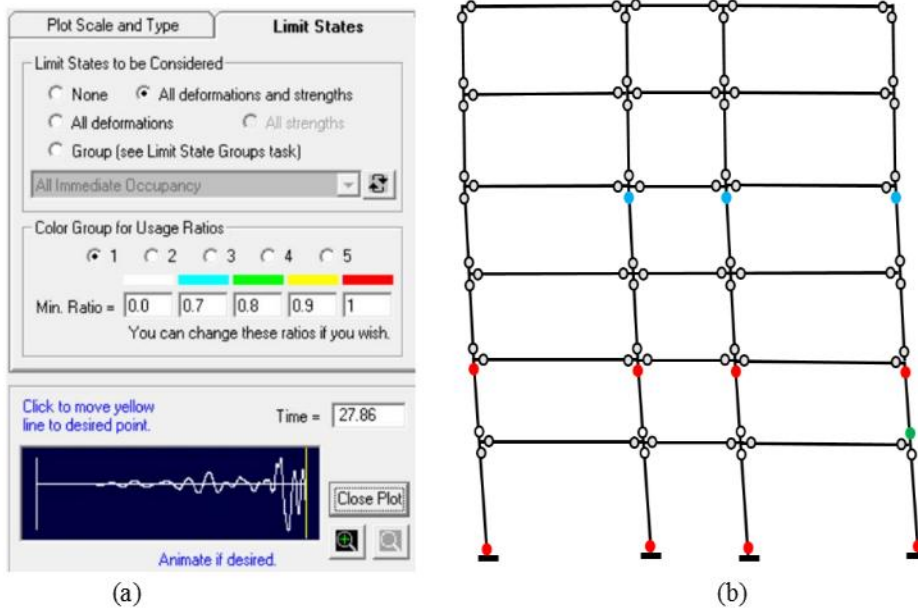 Plot Scale and Type
Limit States
Limit States to be Considered
None
All deformations and strengths
All deformations
All strengths
Group (see Limit State Groups task)
All Immediate Occupancy
Color Group for Usage Ratios
1 2 3 4 5
Min. Ratio = 0.0 0.7 0.8 0.9 1
You can change these ratios if you wish.
Click to move yellow
line to desired point.
Time = 27.86
Close Plot
Animate if desired.
(a)
(b)